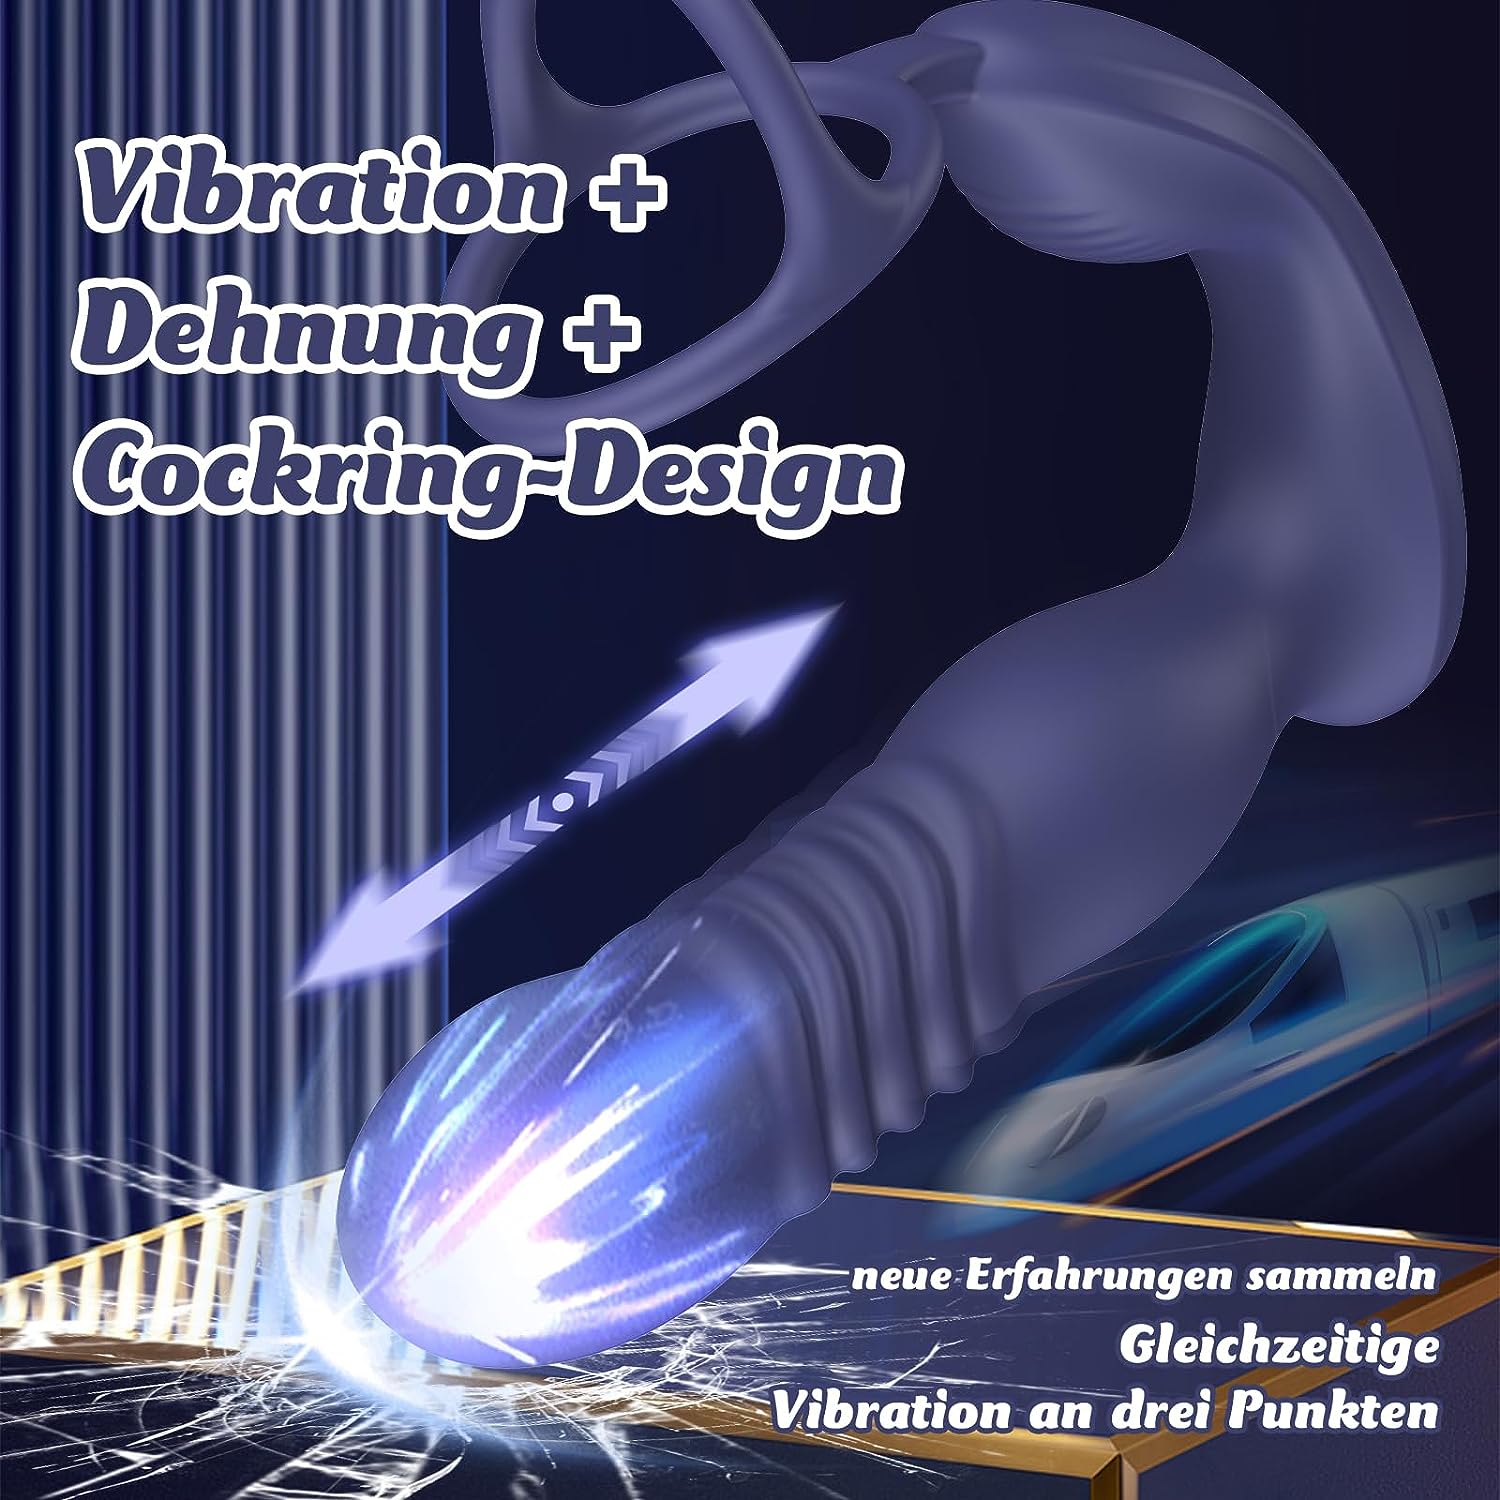 Vibration +
Dehnung +
Cockring-Design
neue Erfahrungen sammeln
Gleichzeitige
Vibration an drei Punkten